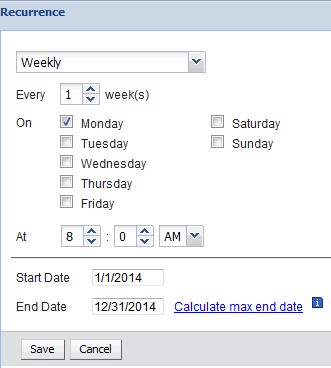 Recurrence
Weekly
Every 1 week(s)
On Monday Saturday
Tuesday Sunday
Wednesday
Thursday
Friday
At 8 : 0 AM
Start Date 1/1/2014
End Date 12/31/2014 Calculate max end date i
Save Cancel